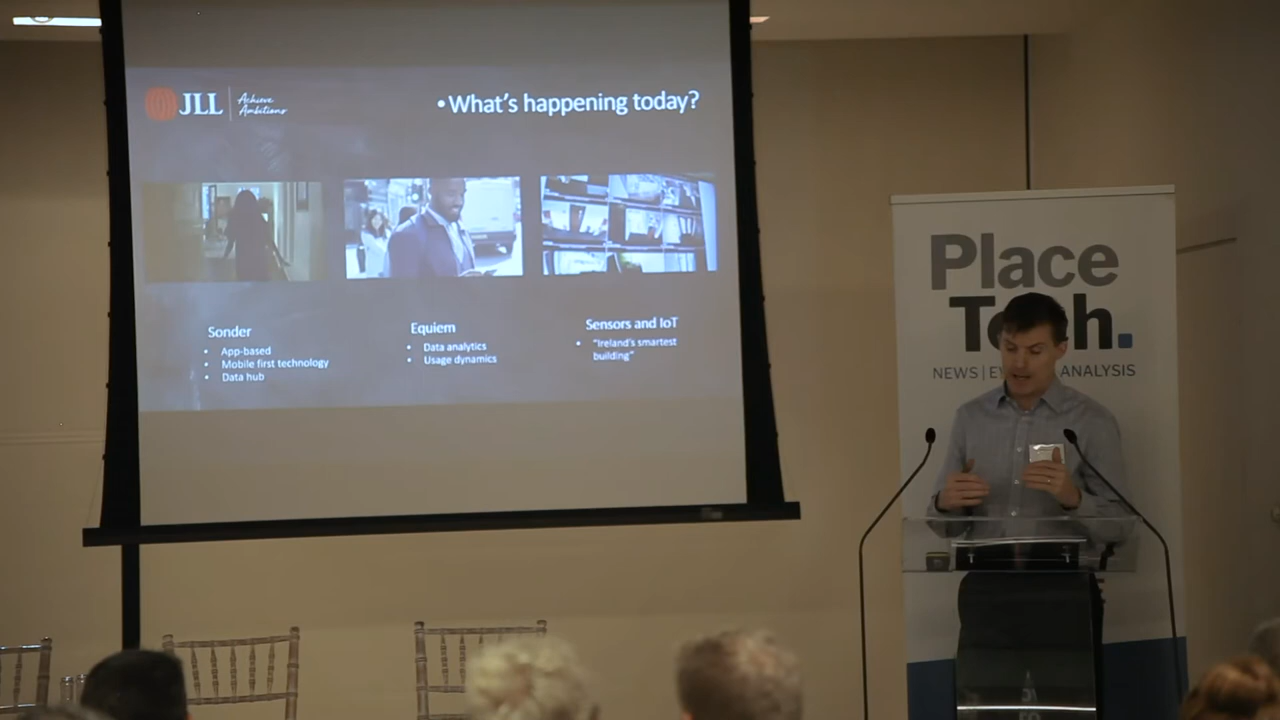 JLL
Achieve
Ambitions
• What's happening today?
Sonder
• App-based
• Mobile first technology
• Data hub
Equiem
• Data analytics
• Usage dynamics
Sensors and IoT
• "Ireland's smartest
building"
Place
T ch.
NEWS | EV ANALYSIS